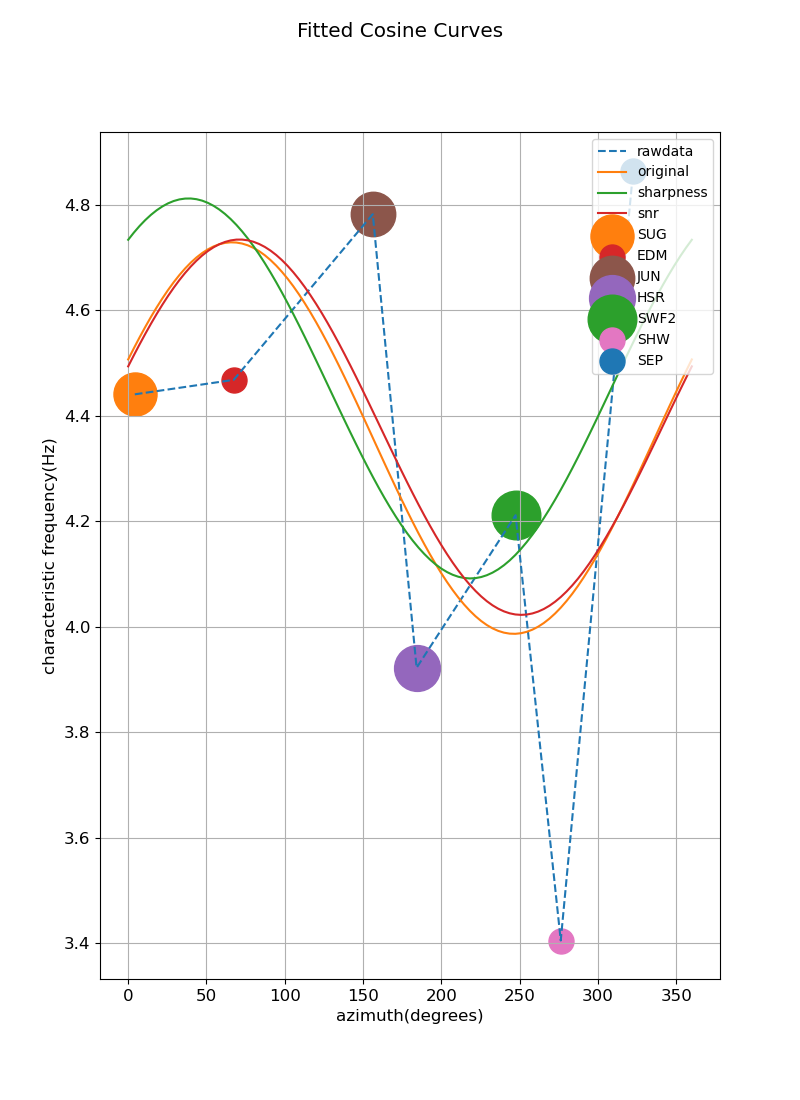 Fitted Cosine Curves
rawdata
original
sharpness
snr
SUG
EDM
JUN
HSR
SWF2
SHW
SEP
characteristic frequency(Hz)
4.8
4.6
4.4
4.2
4.0
3.8
3.6
3.4
0 50 100 150 200 250 300 350
azimuth(degrees)